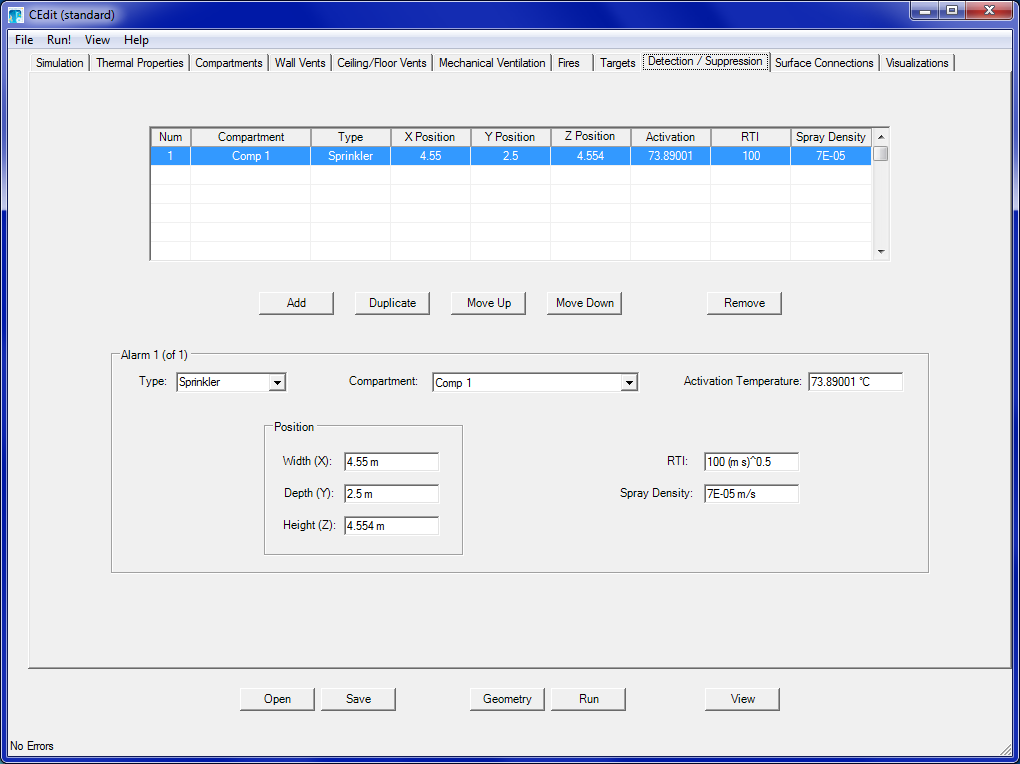 CEdit (standard)
File Run! View Help
Simulation Thermal Properties Compartments Wall Vents Ceiling/Floor Vents Mechanical Ventilation Fires Targets Detection / Suppression Surface Connections Visualizations
Num Compartment Type X Position Y Position Z Position Activation RTI Spray Density
1 Comp 1 Sprinkler 4.55 2.5 4.554 73.89001 100 7E-05
Add Duplicate Move Up Move Down Remove
Alarm 1 (of 1)
Type: Sprinkler Compartment: Comp 1 Activation Temperature: 73.89001 °C
Position
Width (X): 4.55 m RTI: 100 (m s)^0.5
Depth (Y): 2.5 m Spray Density: 7E-05 m/s
Height (Z): 4.554 m
Open Save Geometry Run View
No Errors